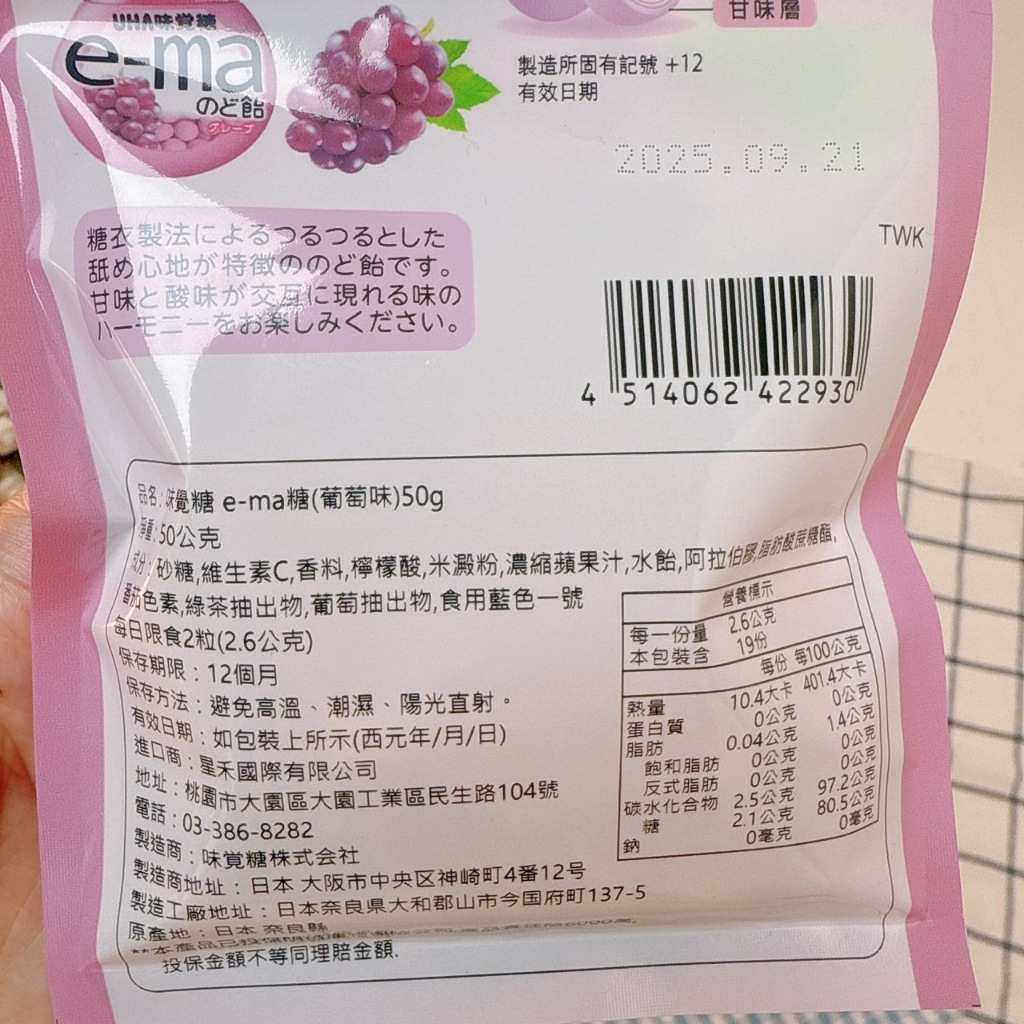 UHA味覚糖
e-ma
のど飴
グレープ
甘味層
製造所固有記號 +12
有效日期
2025.09.21
TWK
糖衣製法によるつるつるとした
舐め心地が特徴ののど飴です。
甘味と酸味が交互に現れる味の
ハーモニーをお楽しみください。
4 514062 422930
品名:味覺糖 e-ma糖(葡萄味)50g
淨重:50公克
成分:砂糖,維生素C,香料,檸檬酸,米澱粉,濃縮蘋果汁,水飴,阿拉伯膠,脂肪酸蔗糖酯,
番茄色素,綠茶抽出物,葡萄抽出物,食用藍色一號
每日限食2粒(2.6公克)
保存期限:12個月
保存方法:避免高溫、潮濕、陽光直射。
有效日期:如包裝上所示(西元年/月/日)
進口商:星禾國際有限公司
地址:桃園市大園區大園工業區民生路104號
電話:03-386-8282
製造商:味覚糖株式会社
製造商地址:日本 大阪市中央区神崎町4番12号
製造工廠地址:日本奈良県大和郡山市今国府町137-5
原產地:日本 奈良縣
**本產品已投保
投保金額不等同理賠金額.
營養標示
每一份量 2.6公克
本包裝含 19份
每份 每100公克
熱量 10.4大卡 401.4大卡
蛋白質 0公克 0公克
脂肪 0.04公克 1.4公克
飽和脂肪 0公克 0公克
反式脂肪 0公克 0公克
碳水化合物 2.5公克 97.2公克
糖 2.1公克 80.5公克
鈉 0毫克 0毫克